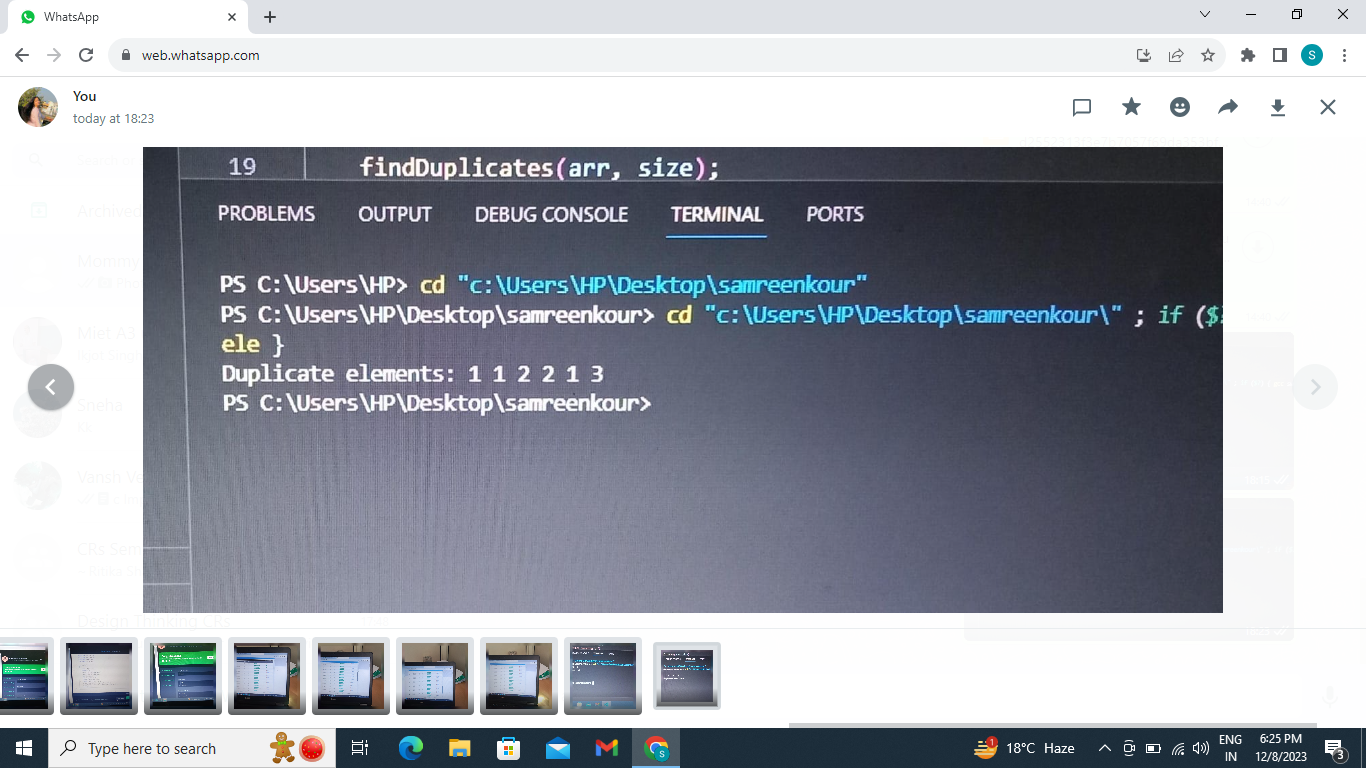 WhatsApp
web.whatsapp.com
S
You
today at 18:23
Archived
Mommy
Miet A3
Sneha
Vansh Ve
CRs Sem
Design Thinking CRs
19 findDuplicates(arr, size);
PROBLEMS OUTPUT DEBUG CONSOLE TERMINAL PORTS
PS C:\Users\HP> cd "c:\Users\HP\Desktop\samreenkour"
PS C:\Users\HP\Desktop\samreenkour> cd "c:\Users\HP\Desktop\samreenkour\" ; if ($?
ele }
Duplicate elements: 1 1 2 2 1 3
PS C:\Users\HP\Desktop\samreenkour>
Type here to search
S
1
18°C Haze
ENG
IN
6:25 PM
12/8/2023
3